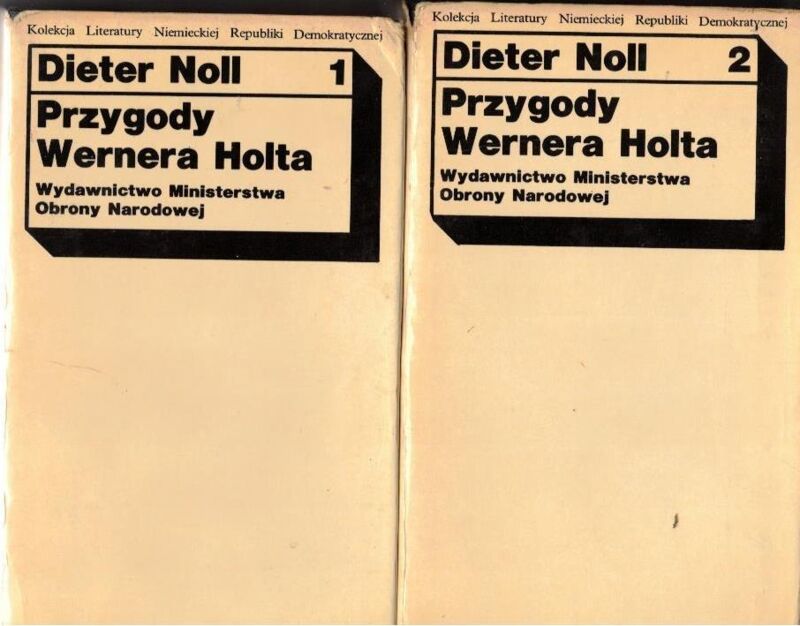 Kolekcja Literatury Niemieckiej Republiki Demokratycznej
Dieter Noll 1
Przygody
Wernera Holta
Wydawnictwo Ministerstwa
Obrony Narodowej
Kolekcja Literatury Niemieckiej Republiki Demokratycznej
Dieter Noll 2
Przygody
Wernera Holta
Wydawnictwo Ministerstwa
Obrony Narodowej